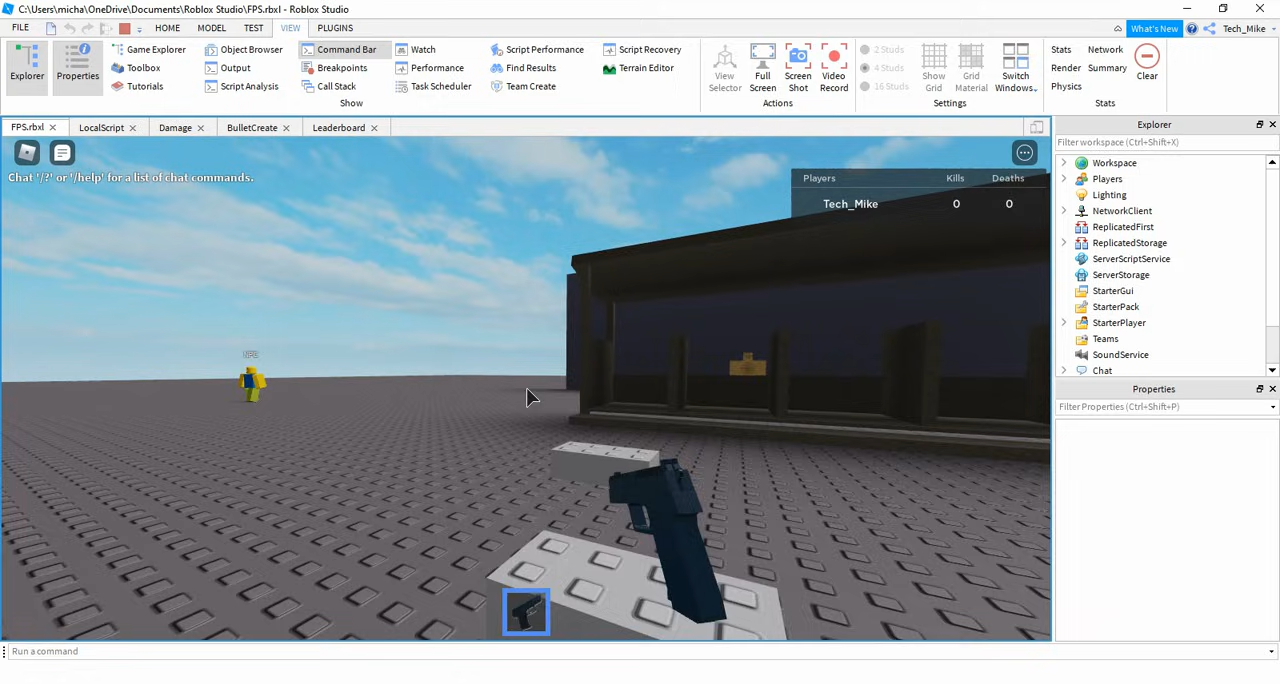 C:\Users\micha\OneDrive\Documents\Roblox Studio\FPS.rbxl - Roblox Studio
FILE HOME MODEL TEST VIEW PLUGINS What's New Tech_Mike
Explorer
Properties
Game Explorer Object Browser Command Bar Watch Script Performance Script Recovery
Toolbox Output Breakpoints Performance Find Results Terrain Editor
Tutorials Script Analysis Call Stack Task Scheduler Team Create
Show
View Selector
Full Screen
Screen Shot
Video Record
Actions
2 Studs
4 Studs
16 Studs
Show Grid
Grid Material
Switch Windows
Settings
Stats Network
Render Summary
Physics
Clear
Stats
FPS.rbxl LocalScript Damage BulletCreate Leaderboard
Chat '/?' or '/help' for a list of chat commands.
Players Kills Deaths
Tech_Mike 0 0
NPC
Explorer
Filter workspace (Ctrl+Shift+X)
Workspace
Players
Lighting
NetworkClient
ReplicatedFirst
ReplicatedStorage
ServerScriptService
ServerStorage
StarterGui
StarterPack
StarterPlayer
Teams
SoundService
Chat
Properties
Filter Properties (Ctrl+Shift+P)
Run a command